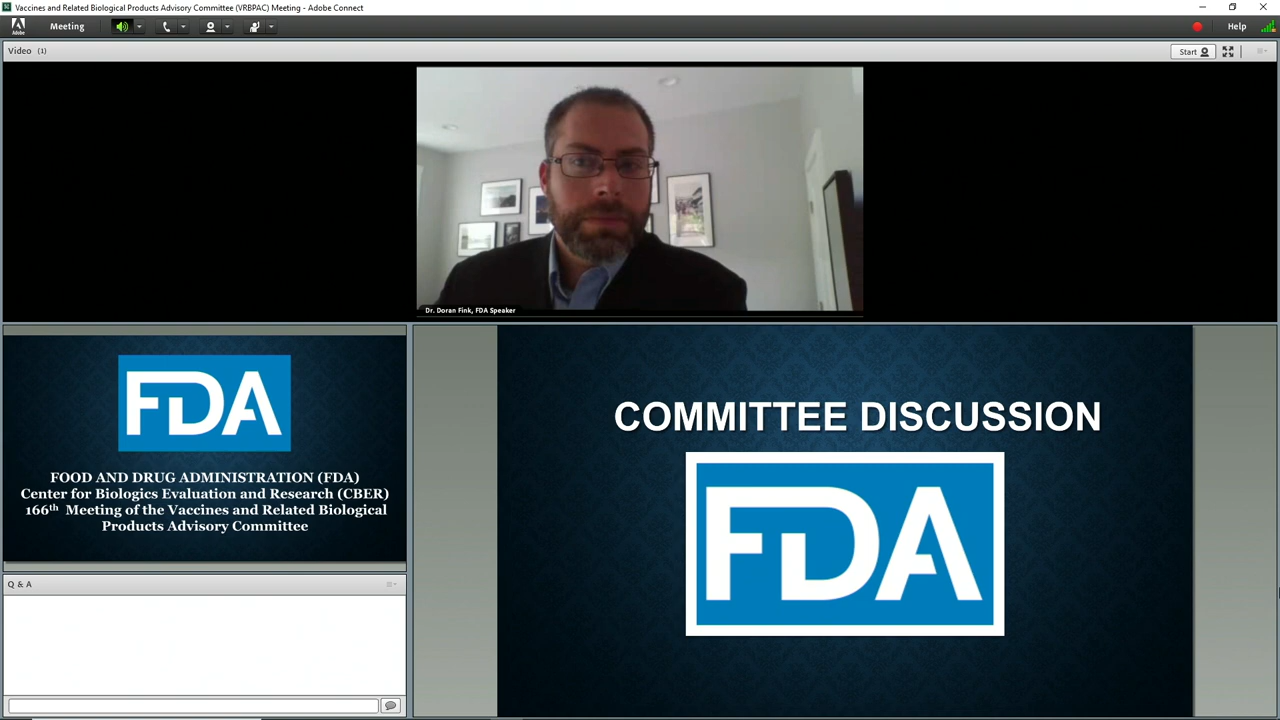 Vaccines and Related Biological Products Advisory Committee (VRBPAC) Meeting - Adobe Connect
Adobe
Meeting
Help
Video (1)
Start
Dr. Doran Fink, FDA Speaker
FDA
FOOD AND DRUG ADMINISTRATION (FDA)
Center for Biologics Evaluation and Research (CBER)
166th Meeting of the Vaccines and Related Biological
Products Advisory Committee
Q & A
COMMITTEE DISCUSSION
FDA